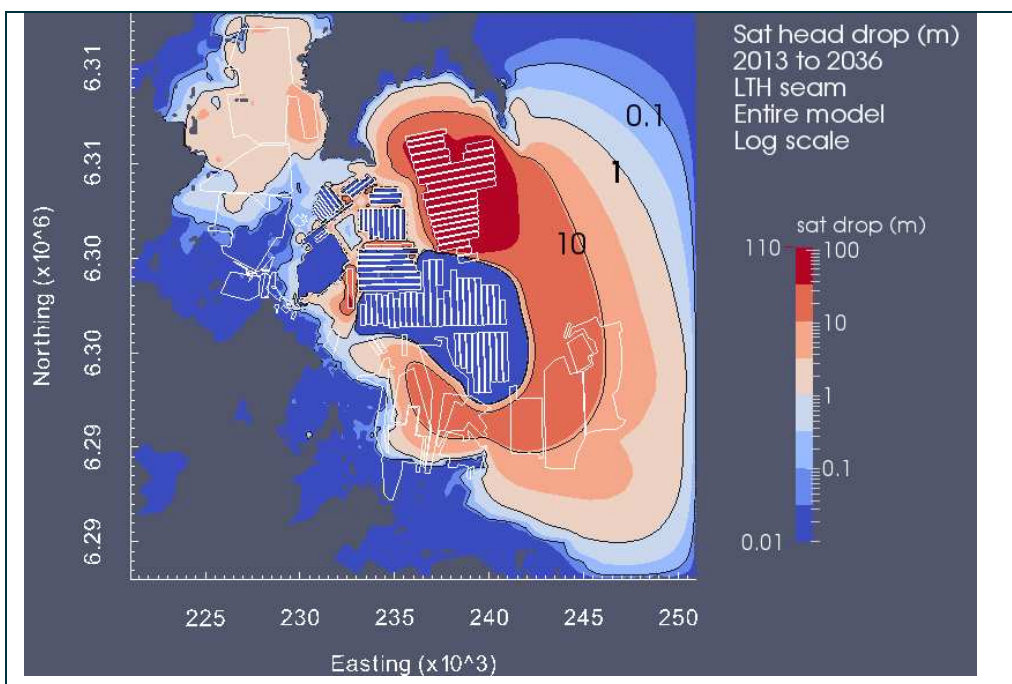 Sat head drop (m)
2013 to 2036
LTH seam
Entire model
Log scale
0.1
1
10
sat drop (m)
110
100
10
1
0.1
0.01
Northing (x10^6)
6.31
6.31
6.30
6.30
6.29
6.29
225
230
235
240
245
250
Easting (x10^3)